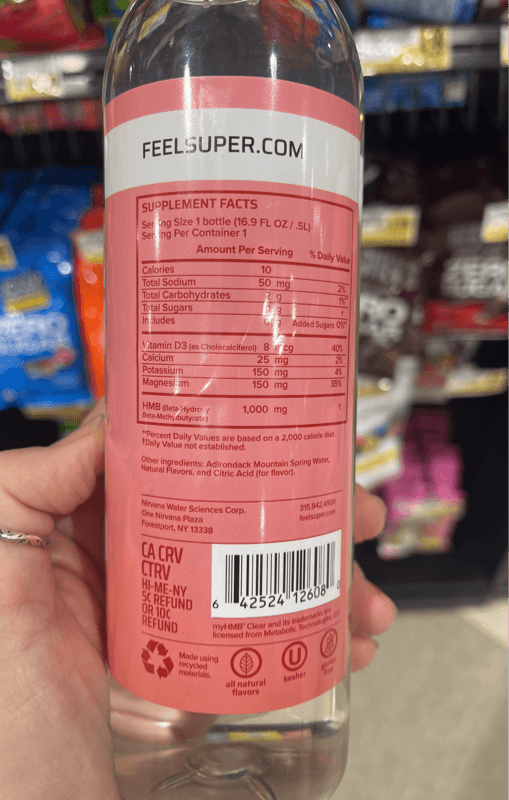 FEELSUPER.COM
SUPPLEMENT FACTS
Serving Size 1 bottle (16.9 FL OZ / .5L)
Serving Per Container 1
Amount Per Serving % Daily Value
Calories 10
Total Sodium 50 mg 2%
Total Carbohydrates 2 g 1%**
Total Sugars g †
Includes 0g Added Sugars 0%**
Vitamin D3 (as Cholecalciferol) 8 mcg 40%
Calcium 25 mg 2%
Potassium 150 mg 4%
Magnesium 150 mg 35%
HMB (Beta-Hydroxy 1,000 mg †
Beta-Methylbutyrate)
**Percent Daily Values are based on a 2,000 calorie diet.
†Daily Value not established.
Other ingredients: Adirondack Mountain Spring Water,
Natural Flavors, and Citric Acid (for flavor).
Nirvana Water Sciences Corp. 315.942.4900
One Nirvana Plaza feelsuper.com
Forestport, NY 13338
CA CRV
CTRV
HI-ME-NY
5C REFUND
OR 10C
REFUND
6 42524 12608 0
myHMB® Clear and its trademarks are
licensed from Metabolic Technologies, LLC
Made using
recycled
materials.
all natural
flavors
U
kosher
gluten
free
ZERO